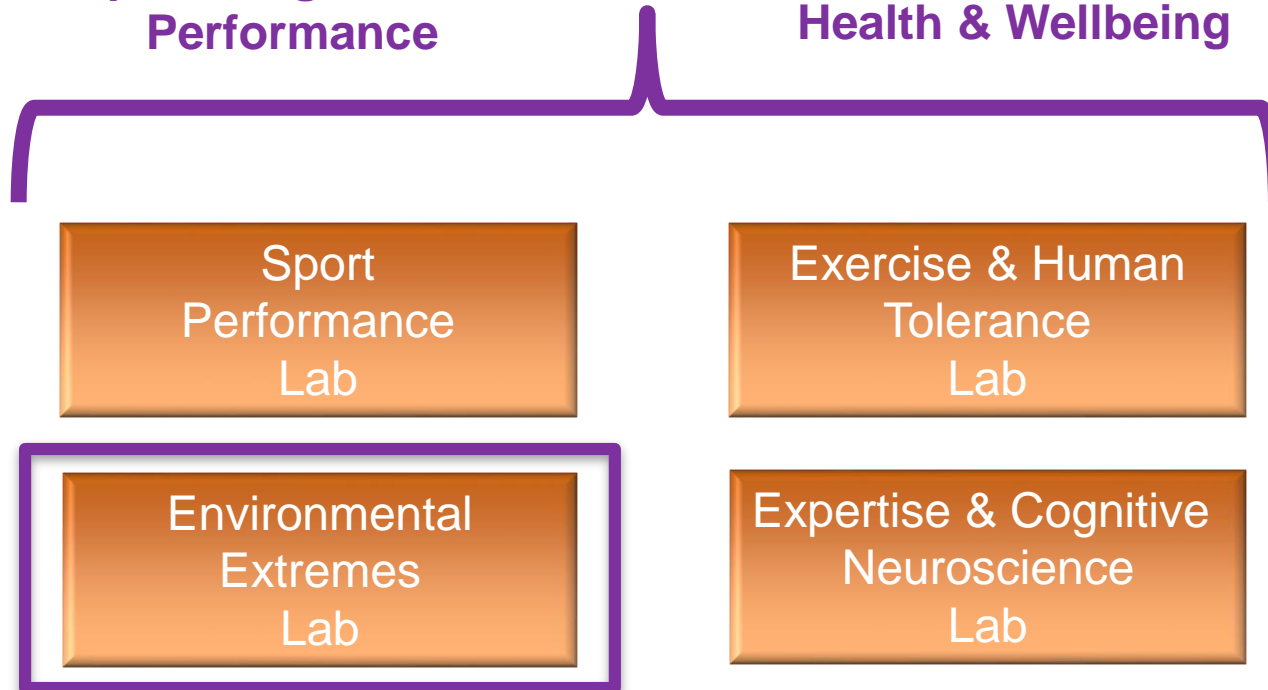 Performance
Health & Wellbeing
Sport
Performance
Lab
Exercise & Human
Tolerance
Lab
Environmental
Extremes
Lab
Expertise & Cognitive
Neuroscience
Lab